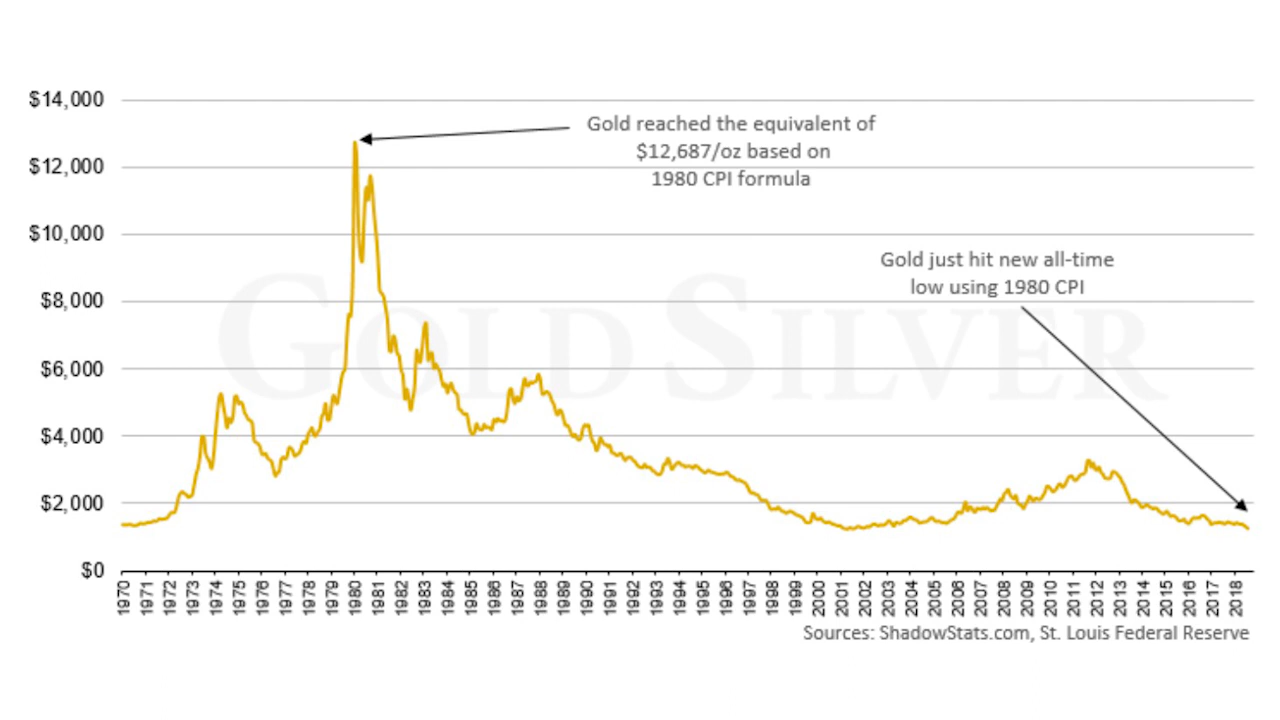 $14,000
Gold reached the equivalent of
$12,687/oz based on
1980 CPI formula
$12,000
$10,000
Gold just hit new all-time
low using 1980 CPI
$8,000
GOLD SILVER
$6,000
$4,000
$2,000
$0
1970 1971 1972 1973 1974 1975 1976 1977 1978 1979 1980 1981 1982 1983 1984 1985 1986 1987 1988 1989 1990 1991 1992 1993 1994 1995 1996 1997 1998 1999 2000 2001 2002 2003 2004 2005 2006 2007 2008 2009 2010 2011 2012 2013 2014 2015 2016 2017 2018
Sources: ShadowStats.com, St. Louis Federal Reserve